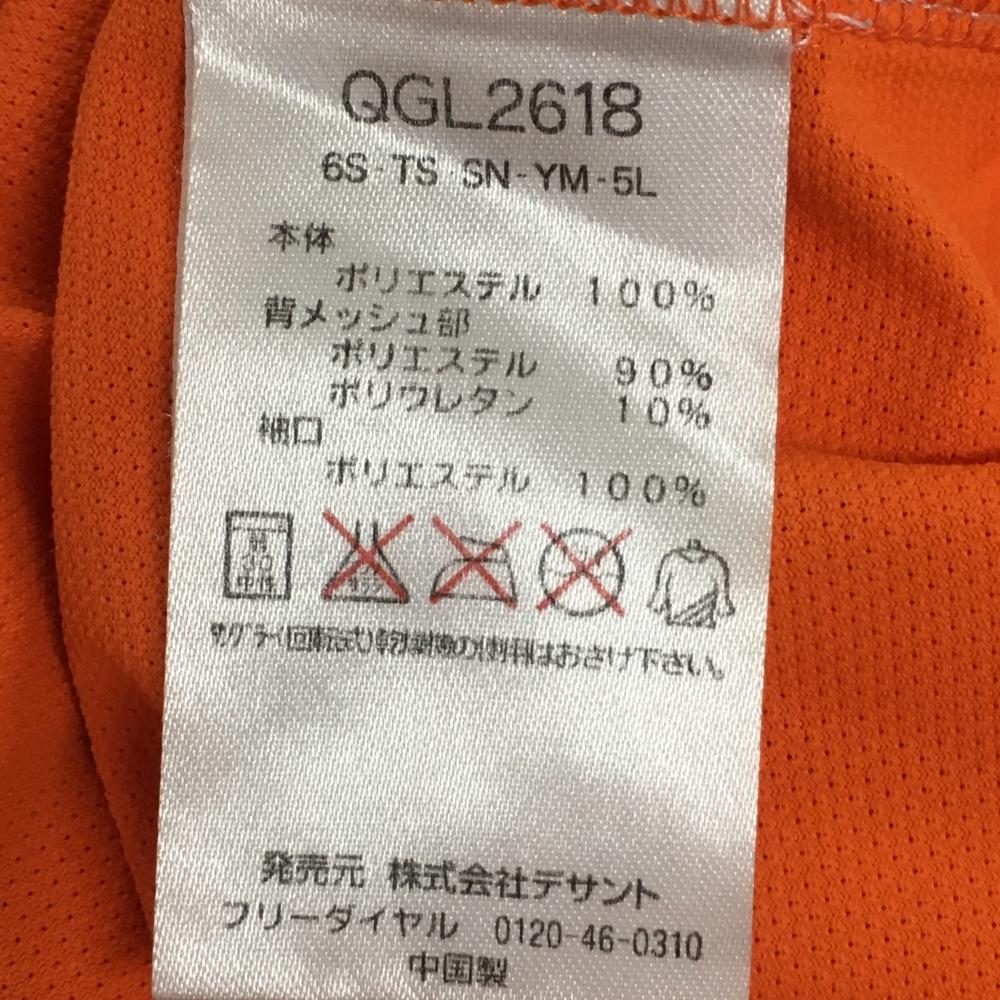 QGL2618
6S-TS SN-YM-5L
本体
ポリエステル 100%
背メッシュ部
ポリエステル 90%
ポリウレタン 10%
袖口
ポリエステル 100%
中性
タンブラー(回転式)乾燥機の使用はおさけ下さい。
発売元 株式会社デサント
フリーダイヤル 0120-46-0310
中国製